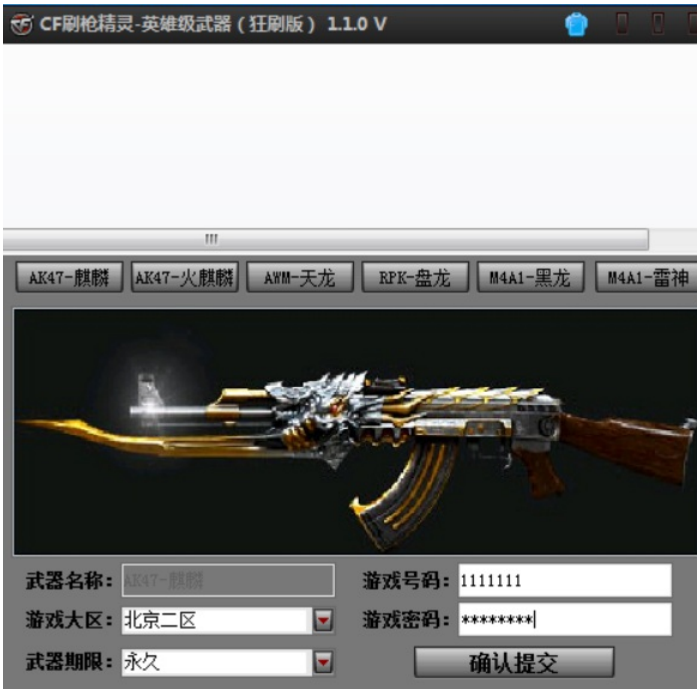 CF刷枪精灵-英雄级武器（狂刷版） 1.1.0 V
AK47-麒麟 AK47-火麒麟 AWM-天龙 RPK-盘龙 M4A1-黑龙 M4A1-雷神
武器名称： AK47-麒麟 游戏号码： 1111111
游戏大区： 北京二区 游戏密码： ********
武器期限： 永久 确认提交